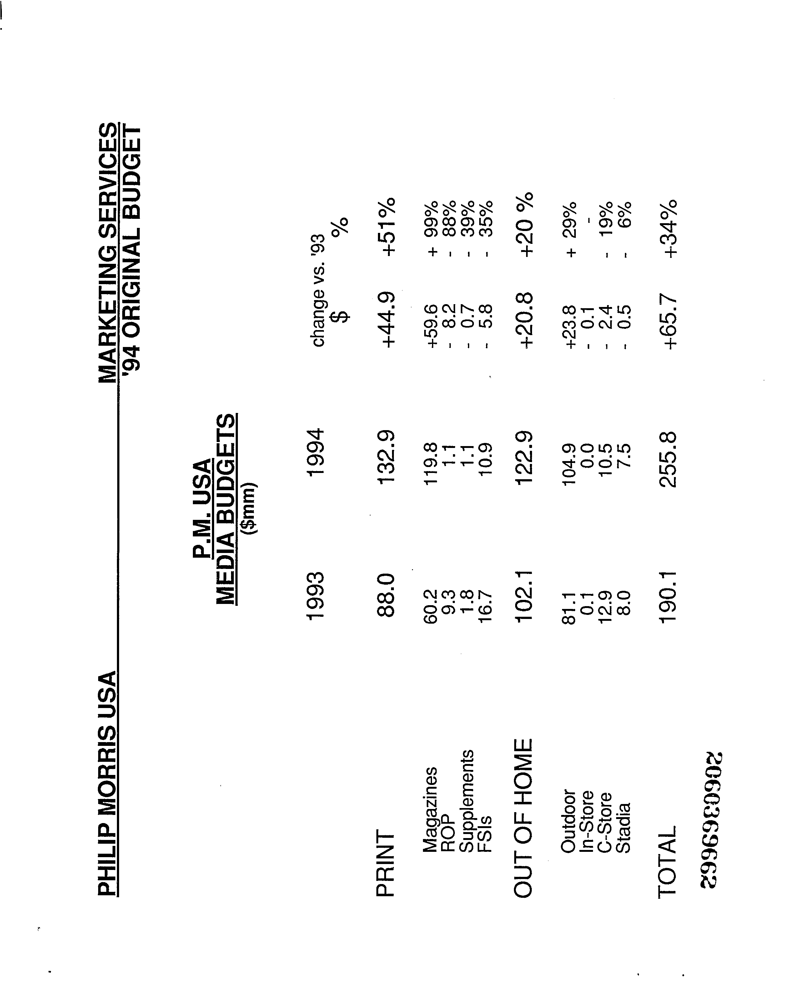 PHILIP MORRIS USA MARKETING SERVICES
'94 ORIGINAL BUDGET
P.M. USA
MEDIA BUDGETS
($mm)
change vs. '93
1993 1994 $ %
PRINT 88.0 132.9 +44.9 +51%
Magazines 60.2 119.8 +59.6 + 99%
ROP 9.3 1.1 - 8.2 - 88%
Supplements 1.8 1.1 - 0.7 - 39%
FSIs 16.7 10.9 - 5.8 - 35%
OUT OF HOME 102.1 122.9 +20.8 +20 %
Outdoor 81.1 104.9 +23.8 + 29%
In-Store 0.1 0.0 - 0.1 -
C-Store 12.9 10.5 - 2.4 - 19%
Stadia 8.0 7.5 - 0.5 - 6%
TOTAL 190.1 255.8 +65.7 +34%
2060396962